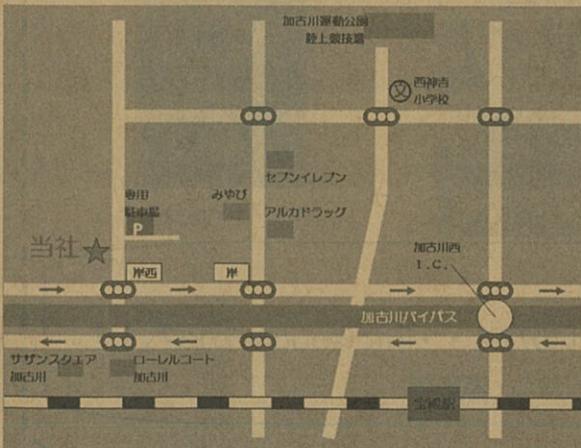 加古川運動公園
陸上競技場
西神吉
小学校
セブンイレブン
専用
駐車場
P
みゆび
アルカドラッグ
当社
岸西
岸
加古川西
I.C.
加古川バイパス
サザンスクエア
加古川
ローレルコート
加古川
宝殿駅